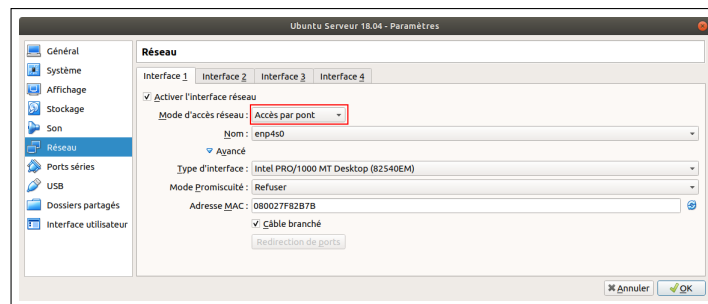 Ubuntu Serveur 18.04 - Paramètres
Général
Système
Affichage
Stockage
Son
Réseau
Ports séries
USB
Dossiers partagés
Interface utilisateur
Réseau
Interface 1 Interface 2 Interface 3 Interface 4
Activer l'interface réseau
Mode d'accès réseau : Accès par pont
Nom : enp4s0
Avancé
Type d'interface : Intel PRO/1000 MT Desktop (82540EM)
Mode Promiscuité : Refuser
Adresse MAC : 080027F82B7B
Câble branché
Redirection de ports
Annuler OK